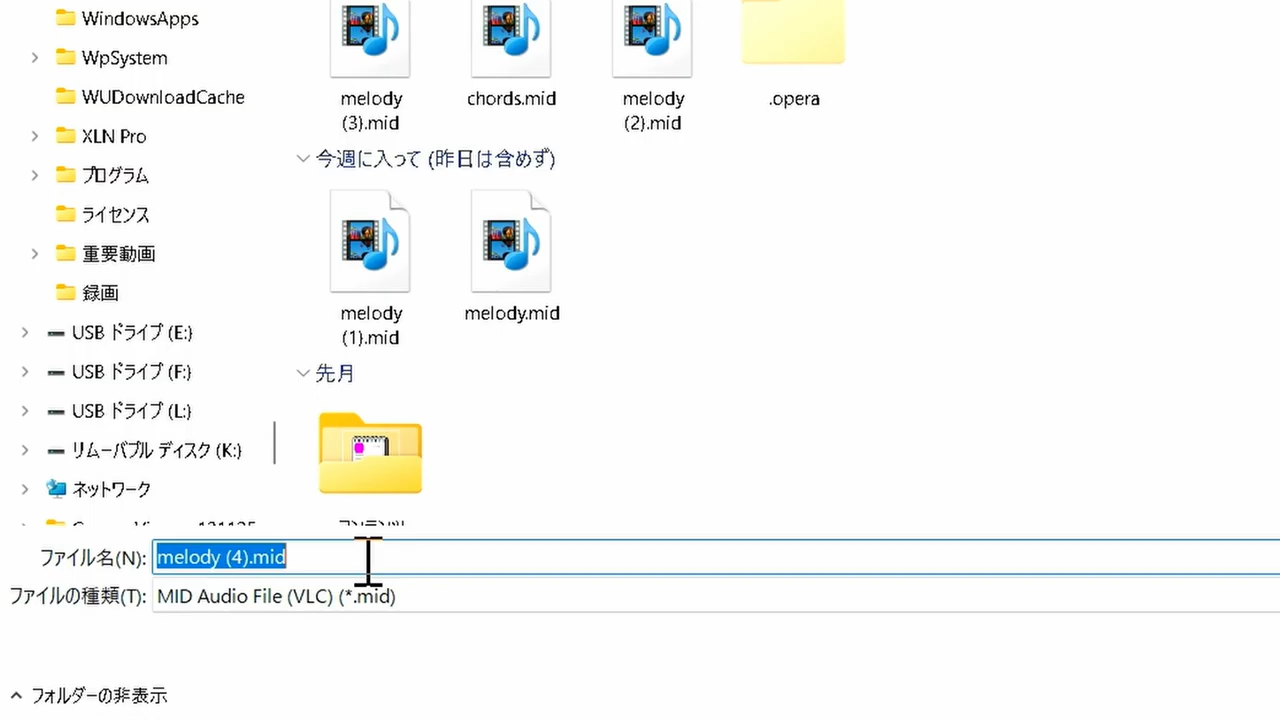 WindowsApps
WpSystem
WUDownloadCache
XLN Pro
プログラム
ライセンス
重要動画
録画
USB ドライブ (E:)
USB ドライブ (F:)
USB ドライブ (L:)
リムーバブル ディスク (K:)
ネットワーク
melody
(3).mid
chords.mid
melody
(2).mid
.opera
今週に入って (昨日は含めず)
melody
(1).mid
melody.mid
先月
コンテンツ
ファイル名(N):
melody (4).mid
ファイルの種類(T):
MID Audio File (VLC) (*.mid)
フォルダーの非表示